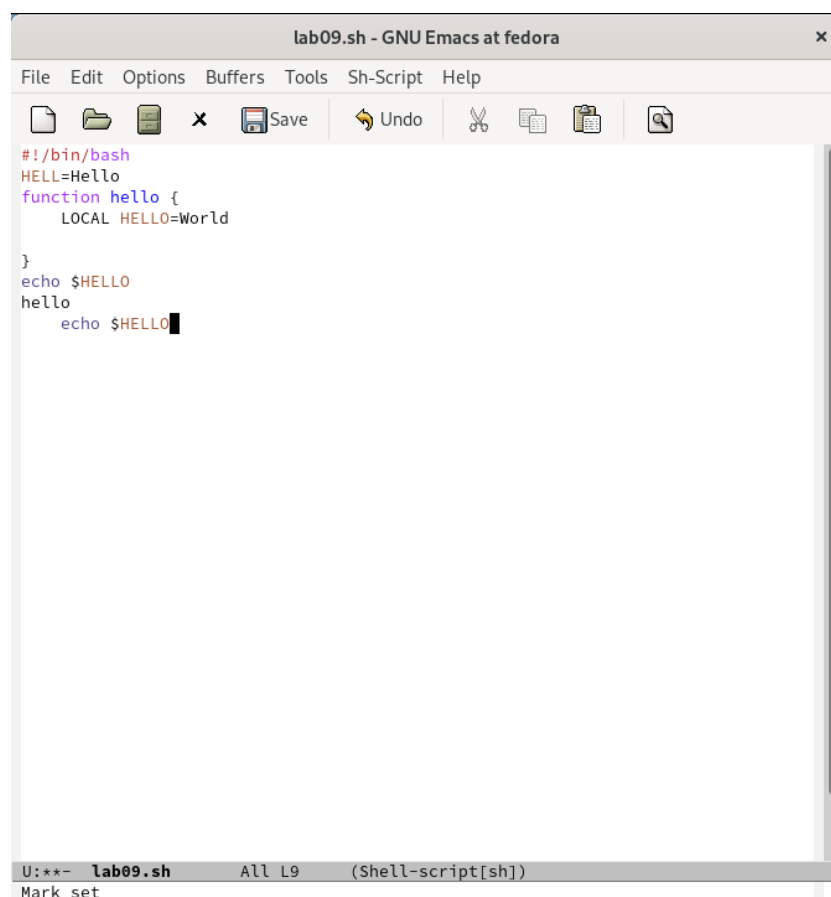 lab09.sh - GNU Emacs at fedora ×
File Edit Options Buffers Tools Sh-Script Help
Save Undo
#!/bin/bash
HELL=Hello
function hello {
    LOCAL HELLO=World
}
echo $HELLO
hello
    echo $HELLO
U:**-  lab09.sh       All L9     (Shell-script[sh])
Mark set